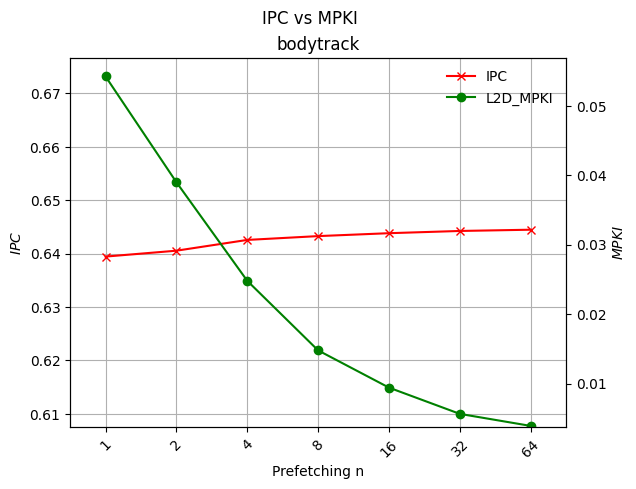 IPC vs MPKI
bodytrack
IPC
L2D_MPKI
0.67
0.66
0.65
0.64
0.63
0.62
0.61
IPC
0.05
0.04
0.03
0.02
0.01
MPKI
1
2
4
8
16
32
64
Prefetching n